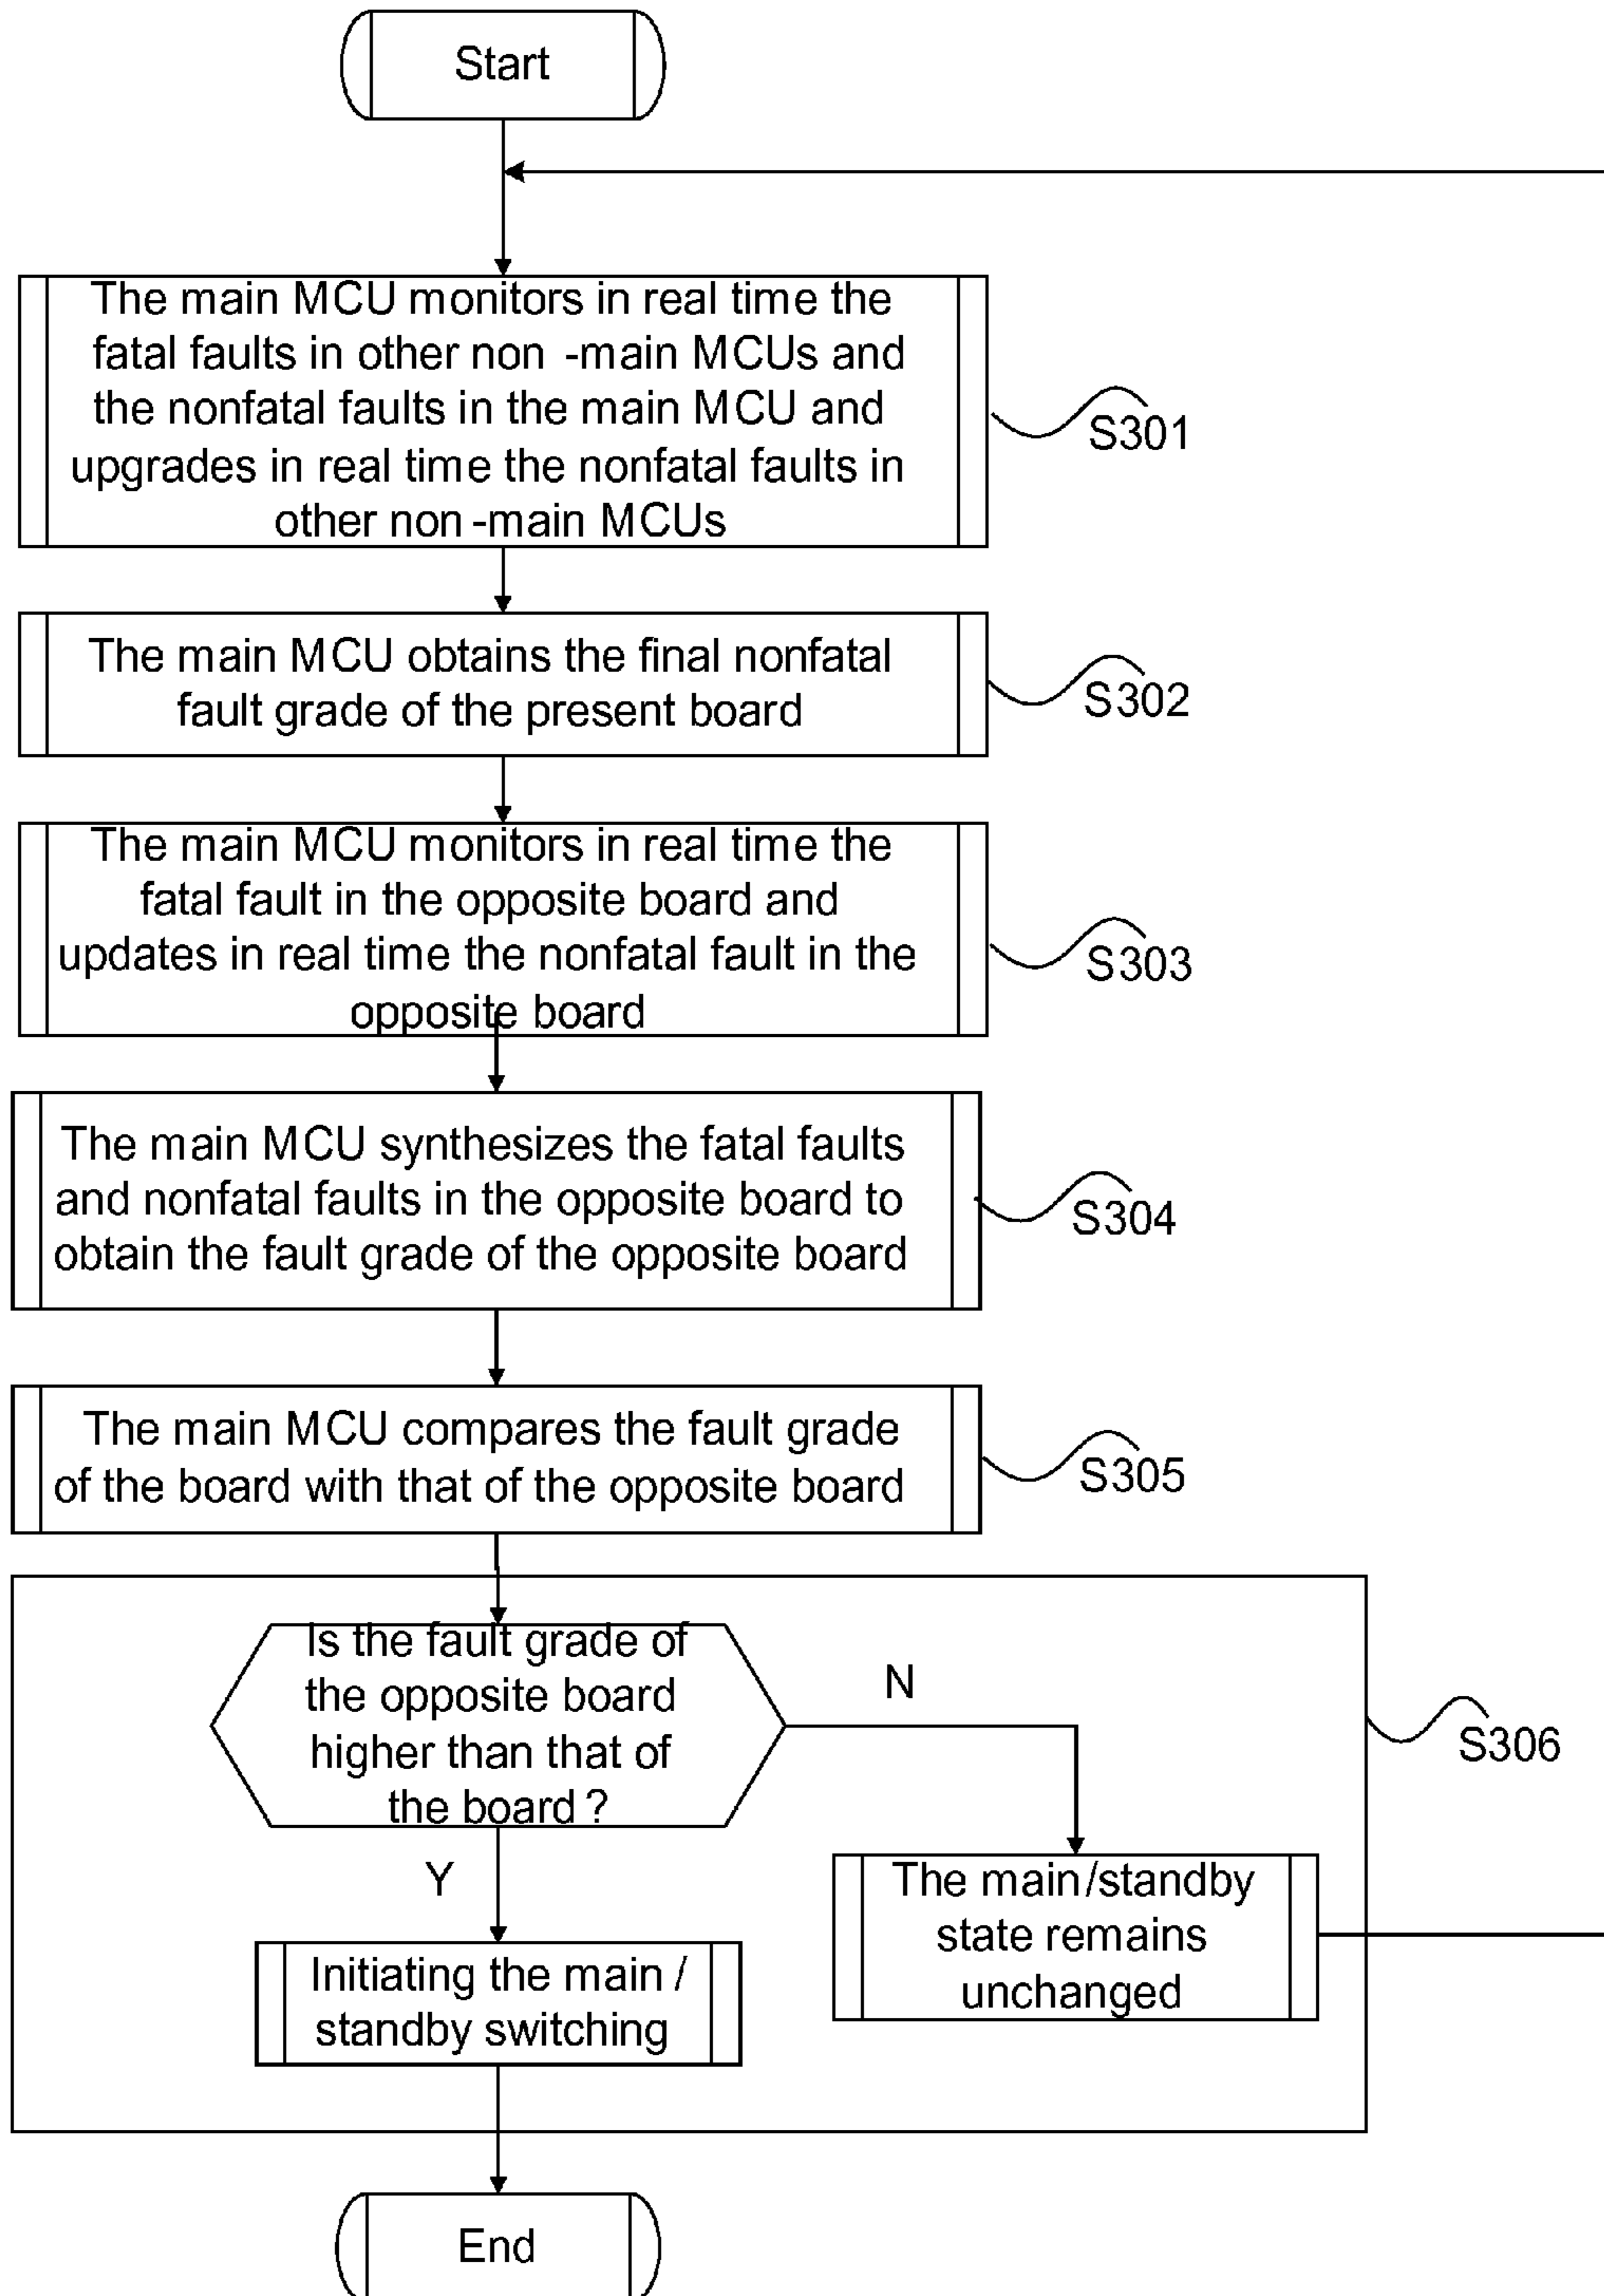 Start
The main MCU monitors in real time the
fatal faults in other non -main MCUs and
the nonfatal faults in the main MCU and
upgrades in real time the nonfatal faults in
other non -main MCUs
S301
The main MCU obtains the final nonfatal
fault grade of the present board
S302
The main MCU monitors in real time the
fatal fault in the opposite board and
updates in real time the nonfatal fault in the
opposite board
S303
The main MCU synthesizes the fatal faults
and nonfatal faults in the opposite board to
obtain the fault grade of the opposite board
S304
The main MCU compares the fault grade
of the board with that of the opposite board
S305
Is the fault grade of
the opposite board
higher than that of
the board ?
N
S306
Y
The main/standby
state remains
unchanged
Initiating the main /
standby switching
End